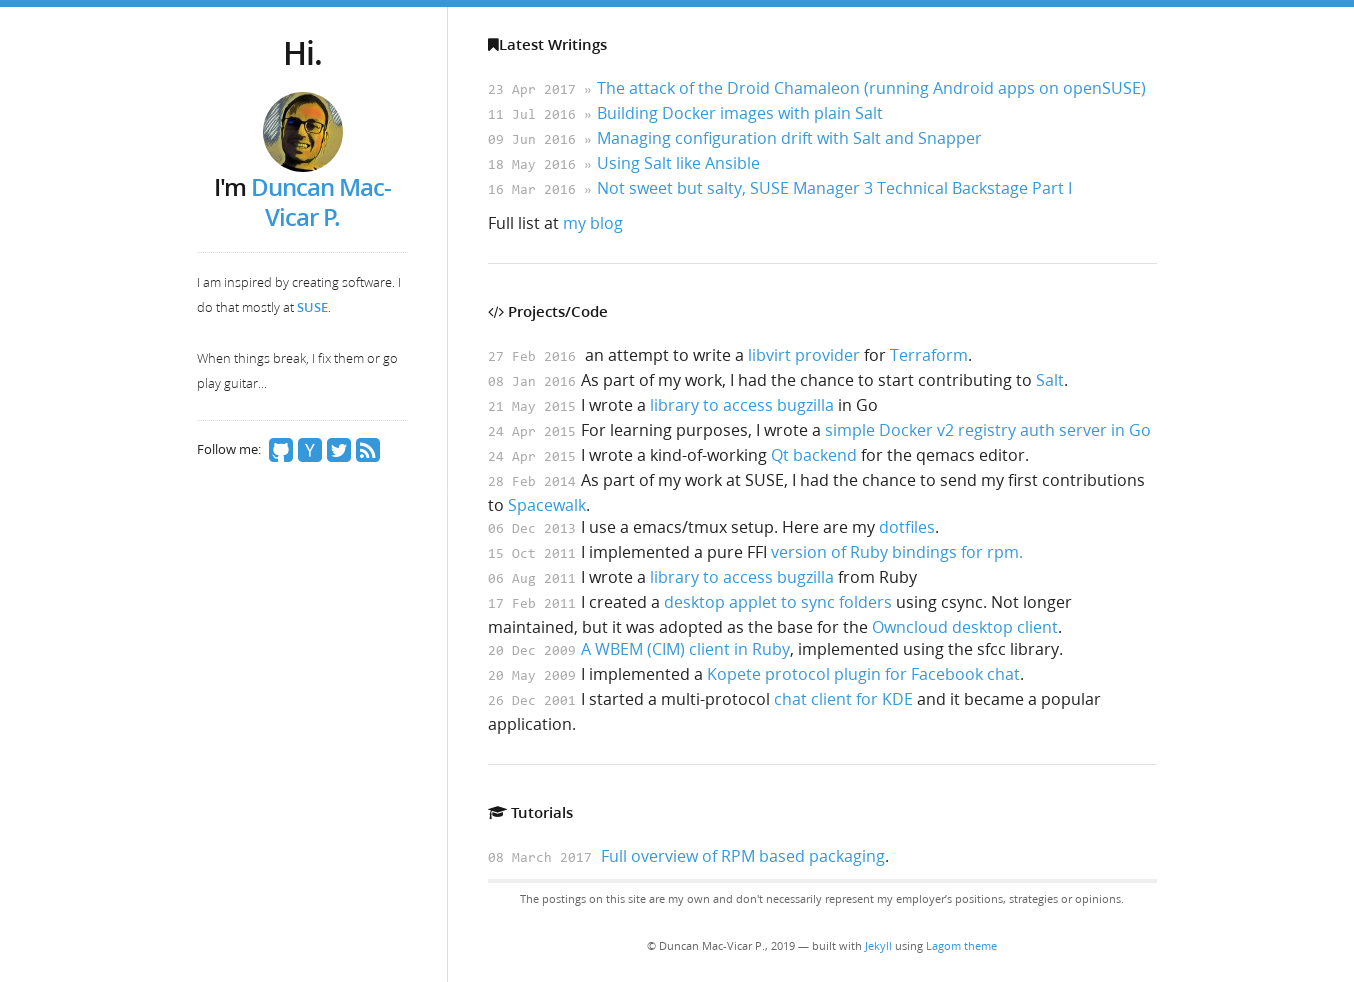 Hi.
I'm Duncan Mac-
Vicar P.
I am inspired by creating software. I
do that mostly at SUSE.
When things break, I fix them or go
play guitar...
Follow me:
Y
Latest Writings
23 Apr 2017 » The attack of the Droid Chamaleon (running Android apps on openSUSE)
11 Jul 2016 » Building Docker images with plain Salt
09 Jun 2016 » Managing configuration drift with Salt and Snapper
18 May 2016 » Using Salt like Ansible
16 Mar 2016 » Not sweet but salty, SUSE Manager 3 Technical Backstage Part I
Full list at my blog
Projects/Code
27 Feb 2016 an attempt to write a libvirt provider for Terraform.
08 Jan 2016 As part of my work, I had the chance to start contributing to Salt.
21 May 2015 I wrote a library to access bugzilla in Go
24 Apr 2015 For learning purposes, I wrote a simple Docker v2 registry auth server in Go
24 Apr 2015 I wrote a kind-of-working Qt backend for the qemacs editor.
28 Feb 2014 As part of my work at SUSE, I had the chance to send my first contributions
to Spacewalk.
06 Dec 2013 I use a emacs/tmux setup. Here are my dotfiles.
15 Oct 2011 I implemented a pure FFI version of Ruby bindings for rpm.
06 Aug 2011 I wrote a library to access bugzilla from Ruby
17 Feb 2011 I created a desktop applet to sync folders using csync. Not longer
maintained, but it was adopted as the base for the Owncloud desktop client.
20 Dec 2009 A WBEM (CIM) client in Ruby, implemented using the sfcc library.
20 May 2009 I implemented a Kopete protocol plugin for Facebook chat.
26 Dec 2001 I started a multi-protocol chat client for KDE and it became a popular
application.
Tutorials
08 March 2017 Full overview of RPM based packaging.
The postings on this site are my own and don't necessarily represent my employer's positions, strategies or opinions.
© Duncan Mac-Vicar P., 2019 — built with Jekyll using Lagom theme